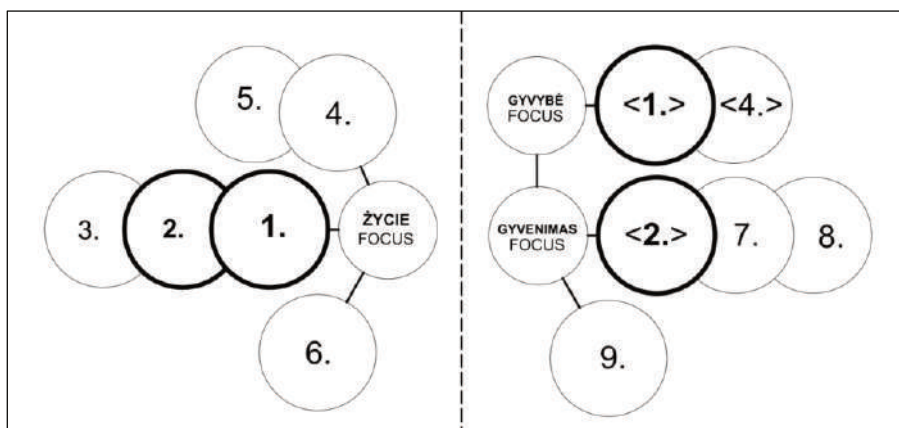 5.
4.
3.
2.
1.
ŻYCIE
FOCUS
6.
GYVYBĖ
FOCUS
<1.>
<4.>
GYVENIMAS
FOCUS
<2.>
7.
8.
9.